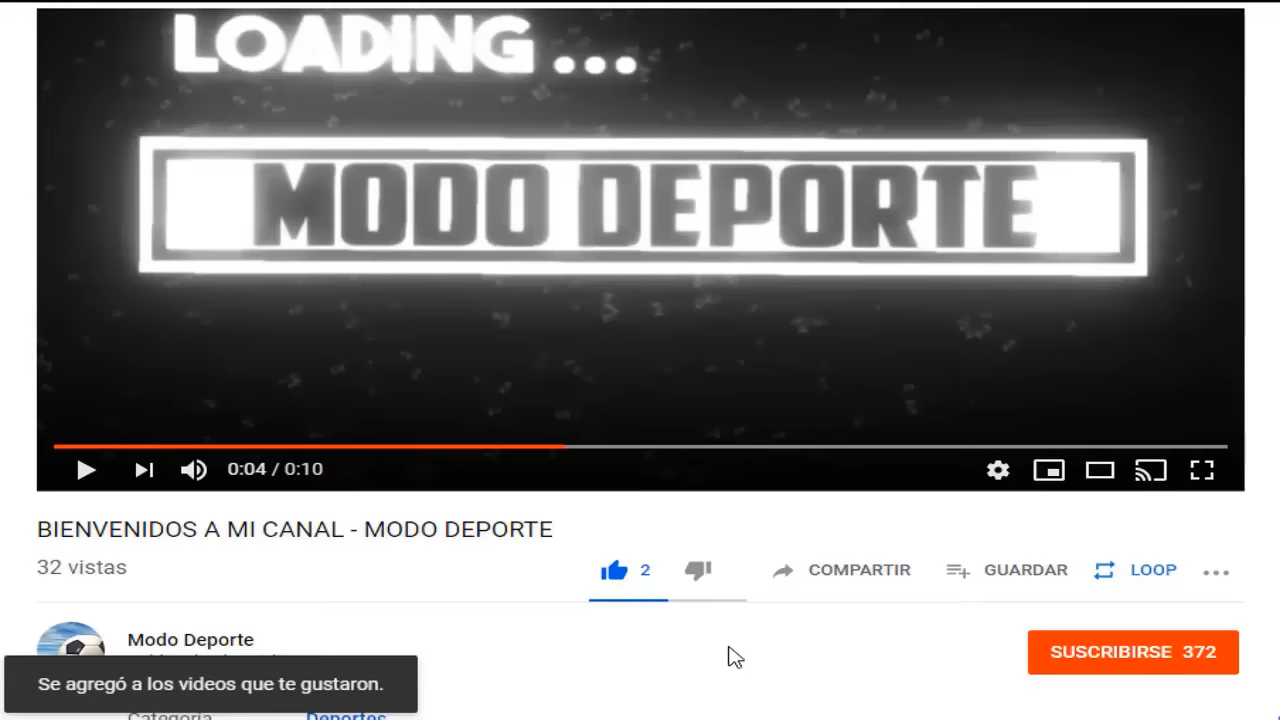 LOADING ...
MODO DEPORTE
0:04 / 0:10
BIENVENIDOS A MI CANAL - MODO DEPORTE
32 vistas
2
COMPARTIR
GUARDAR
LOOP
Modo Deporte
SUSCRIBIRSE 372
Se agregó a los videos que te gustaron.
Categoría
Deportes